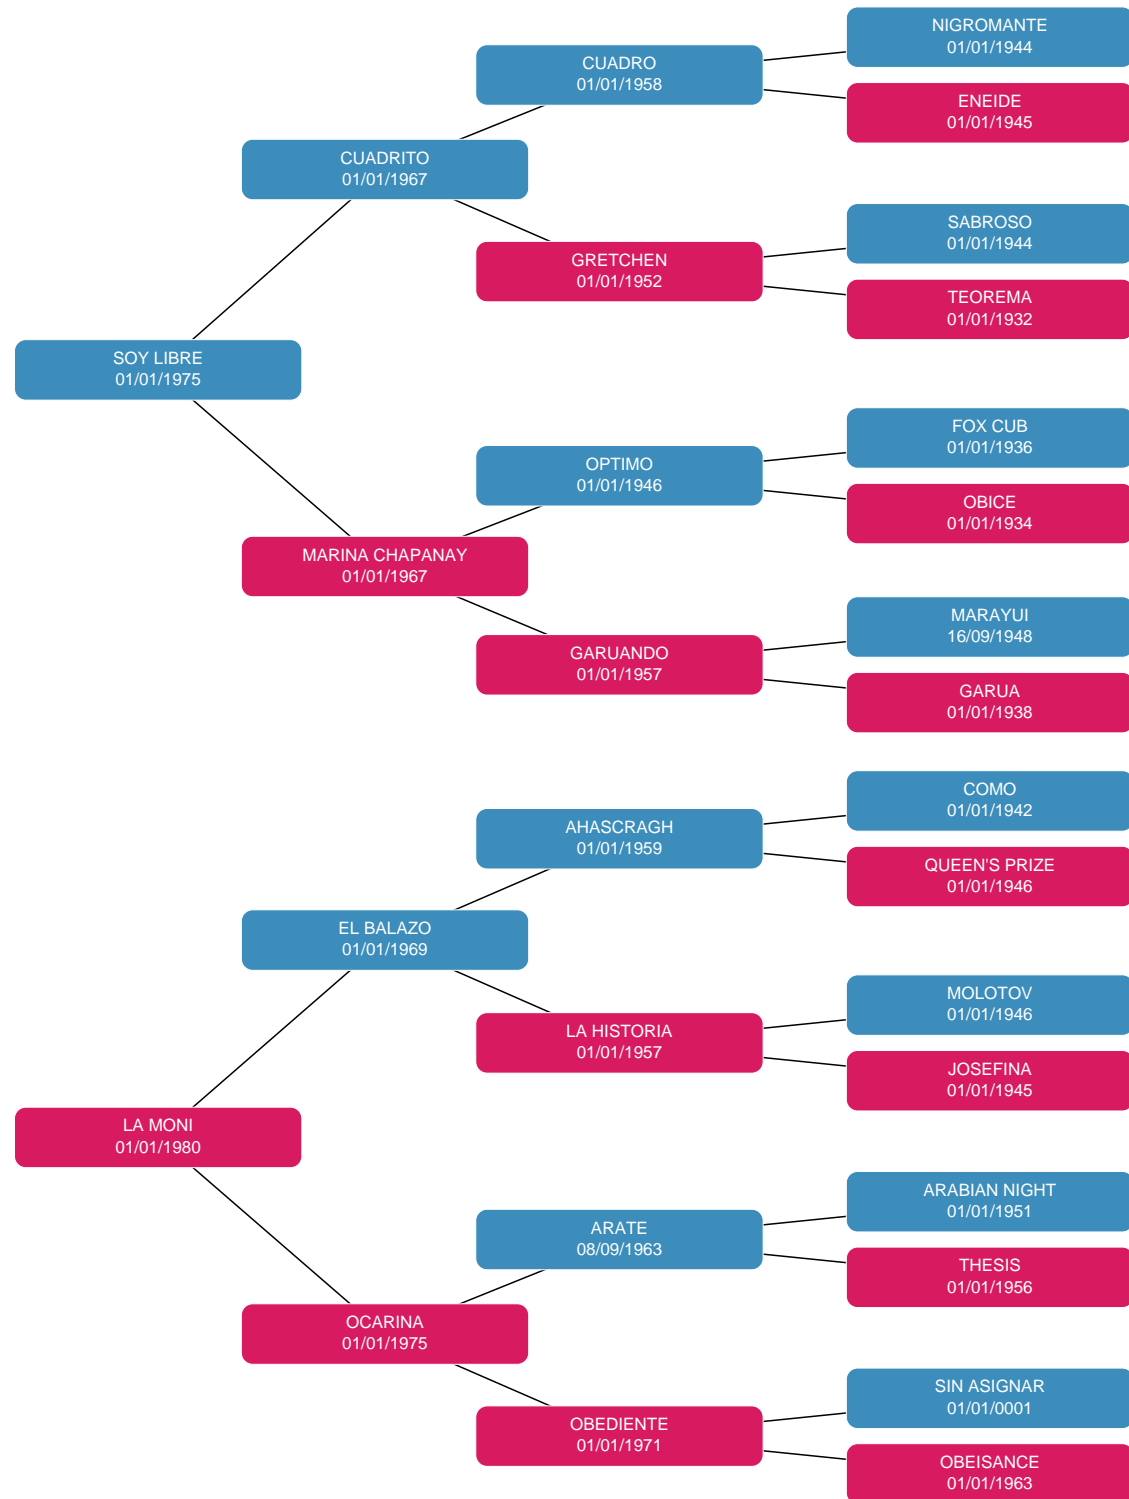 NIGROMANTE
01/01/1944
CUADRO
01/01/1958
ENEIDE
01/01/1945
CUADRITO
01/01/1967
SABROSO
01/01/1944
GRETCHEN
01/01/1952
TEOREMA
01/01/1932
SOY LIBRE
01/01/1975
FOX CUB
01/01/1936
OPTIMO
01/01/1946
OBICE
01/01/1934
MARINA CHAPANAY
01/01/1967
MARAYUI
16/09/1948
GARUANDO
01/01/1957
GARUA
01/01/1938
COMO
01/01/1942
AHASCRAGH
01/01/1959
QUEEN'S PRIZE
01/01/1946
EL BALAZO
01/01/1969
MOLOTOV
01/01/1946
LA HISTORIA
01/01/1957
JOSEFINA
01/01/1945
LA MONI
01/01/1980
ARABIAN NIGHT
01/01/1951
ARATE
08/09/1963
THESIS
01/01/1956
OCARINA
01/01/1975
SIN ASIGNAR
01/01/0001
OBEDIENTE
01/01/1971
OBEISANCE
01/01/1963